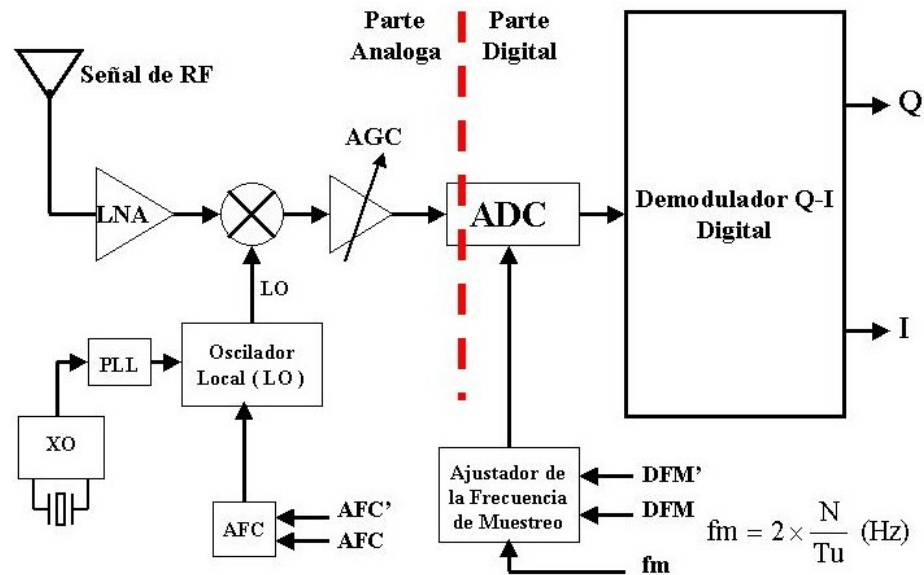 Parte
Analoga
Parte
Digital
Señal de RF
Q
AGC
LNA
ADC
Demodulador Q-I
Digital
LO
I
PLL
Oscilador
Local ( LO )
XO
Ajustador de
la Frecuencia
de Muestreo
DFM’
DFM
fm = 2 × N/Tu (Hz)
AFC’
AFC
AFC
fm